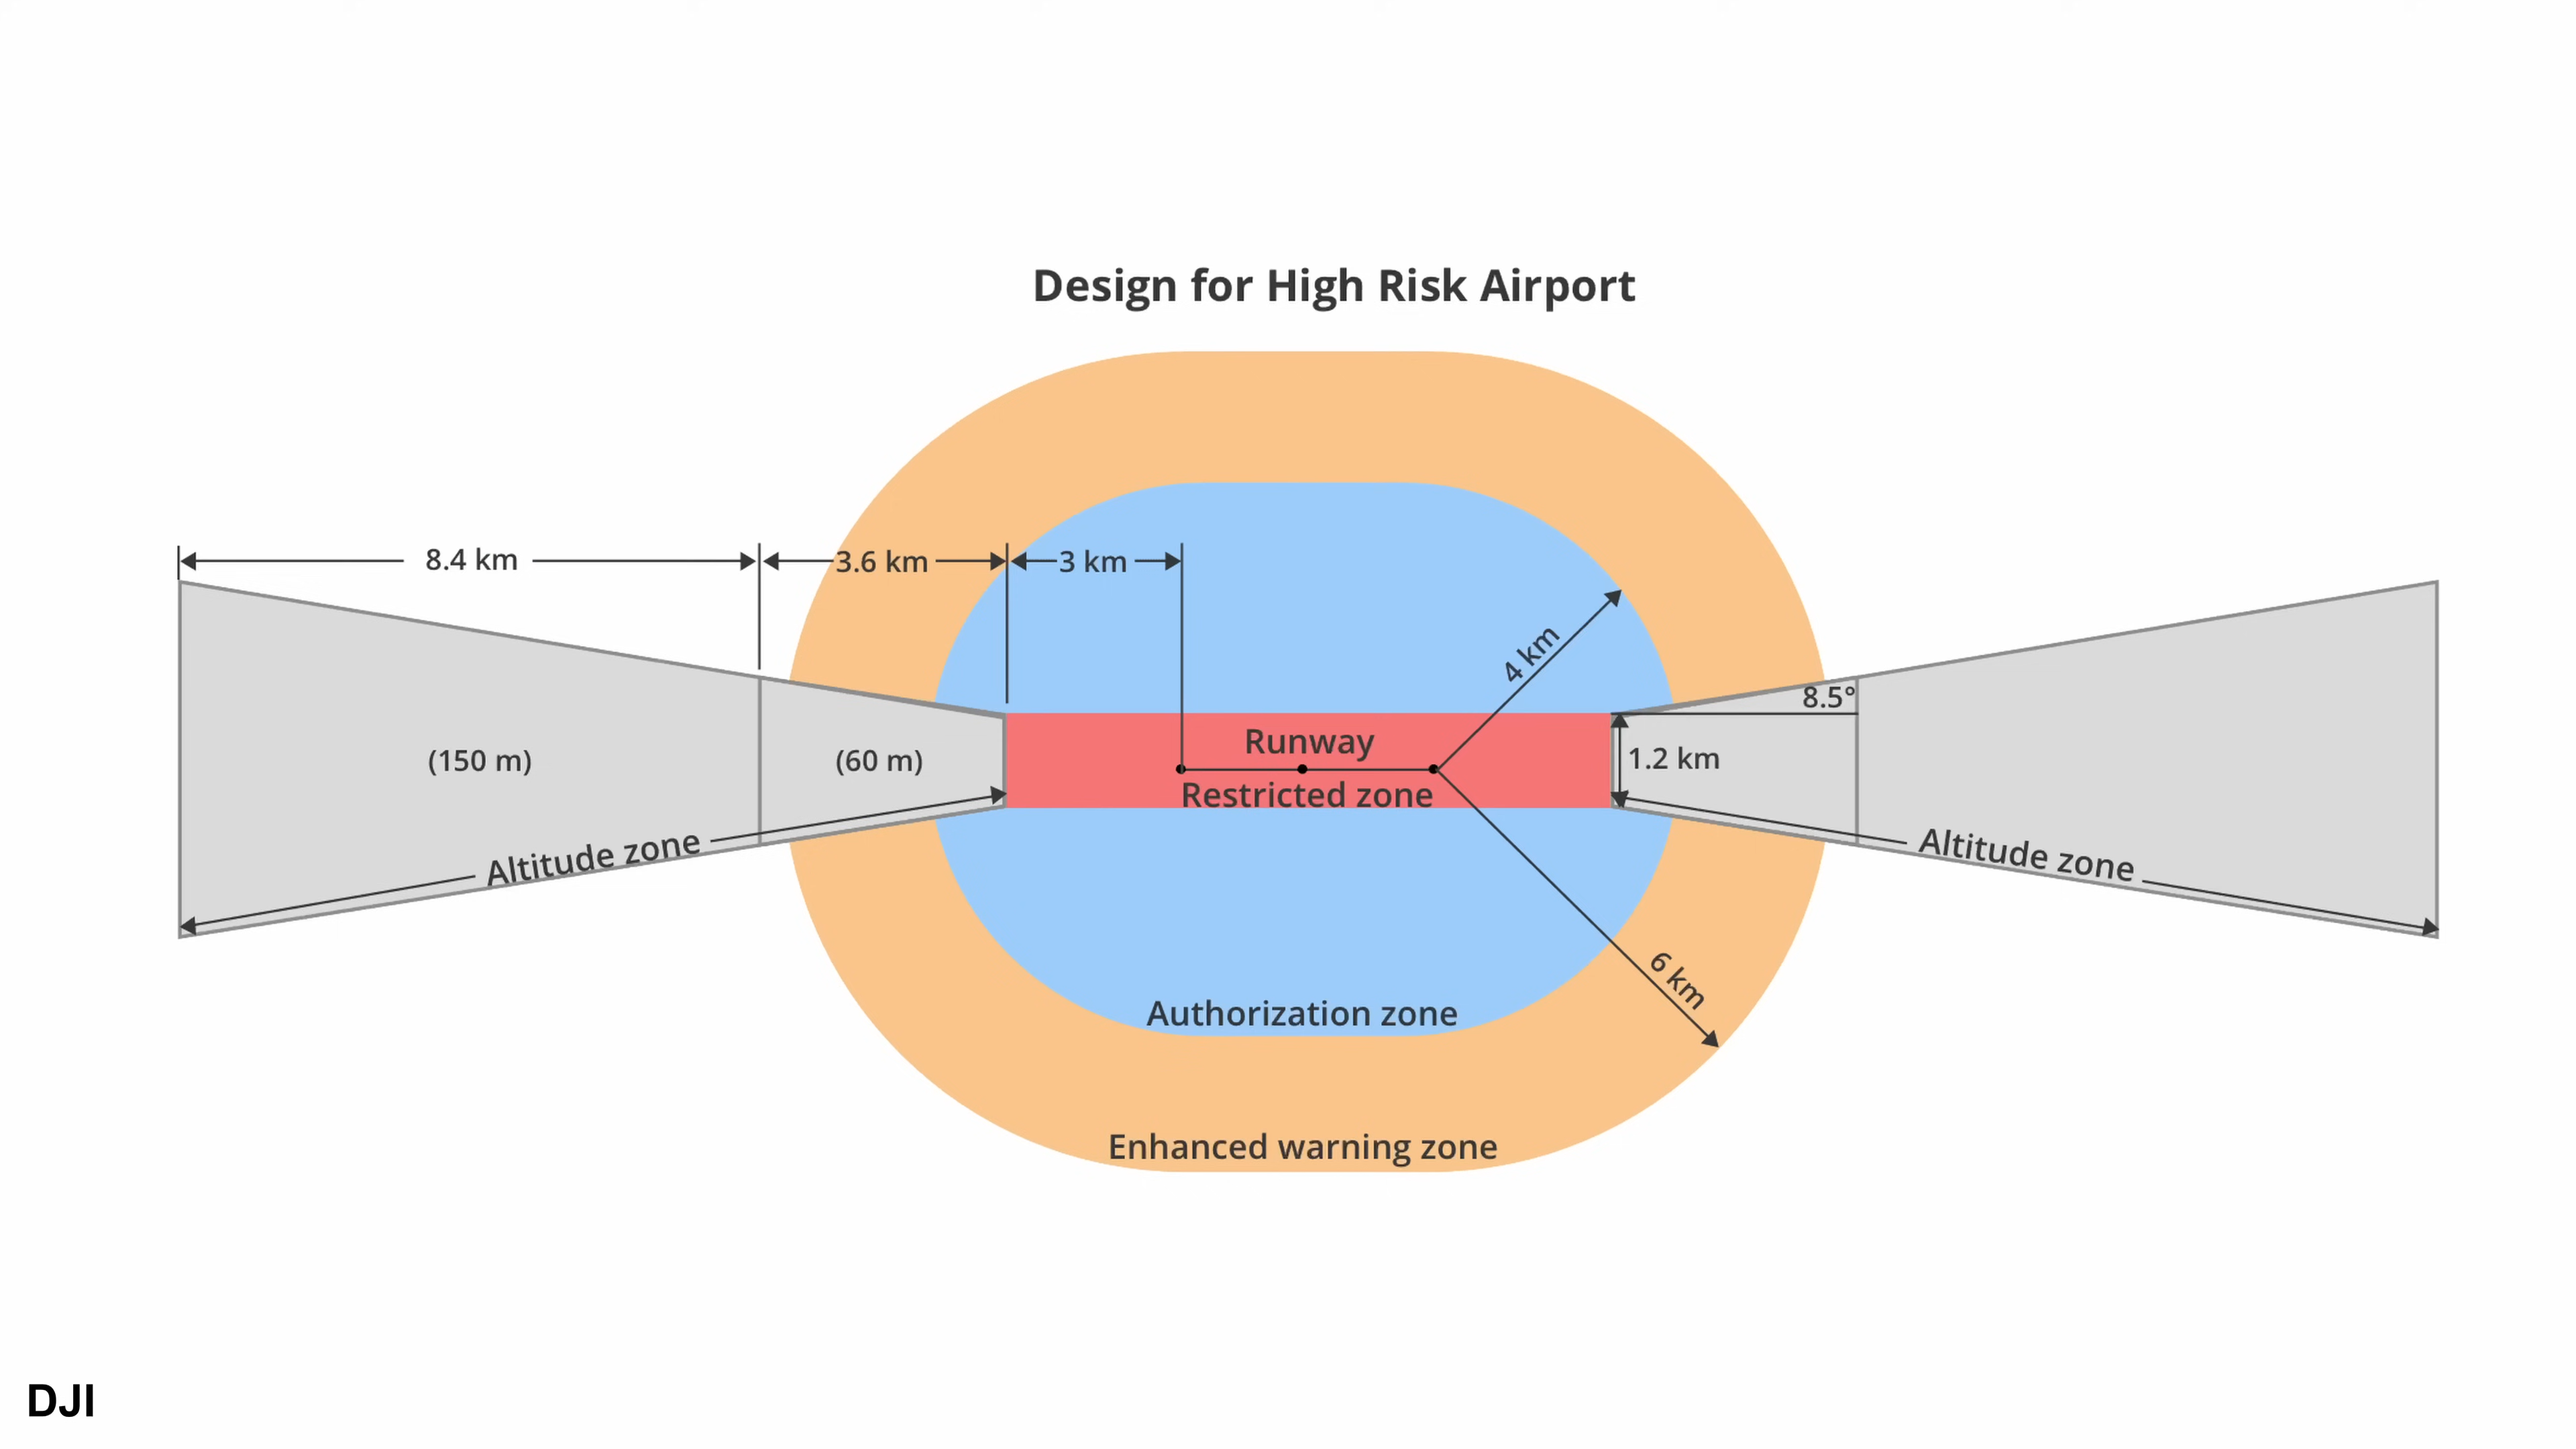 Design for High Risk Airport
8.4 km
3.6 km
3 km
4 km
8.5°
(150 m)
(60 m)
Runway
1.2 km
Restricted zone
Altitude zone
Altitude zone
6 km
Authorization zone
Enhanced warning zone
DJI